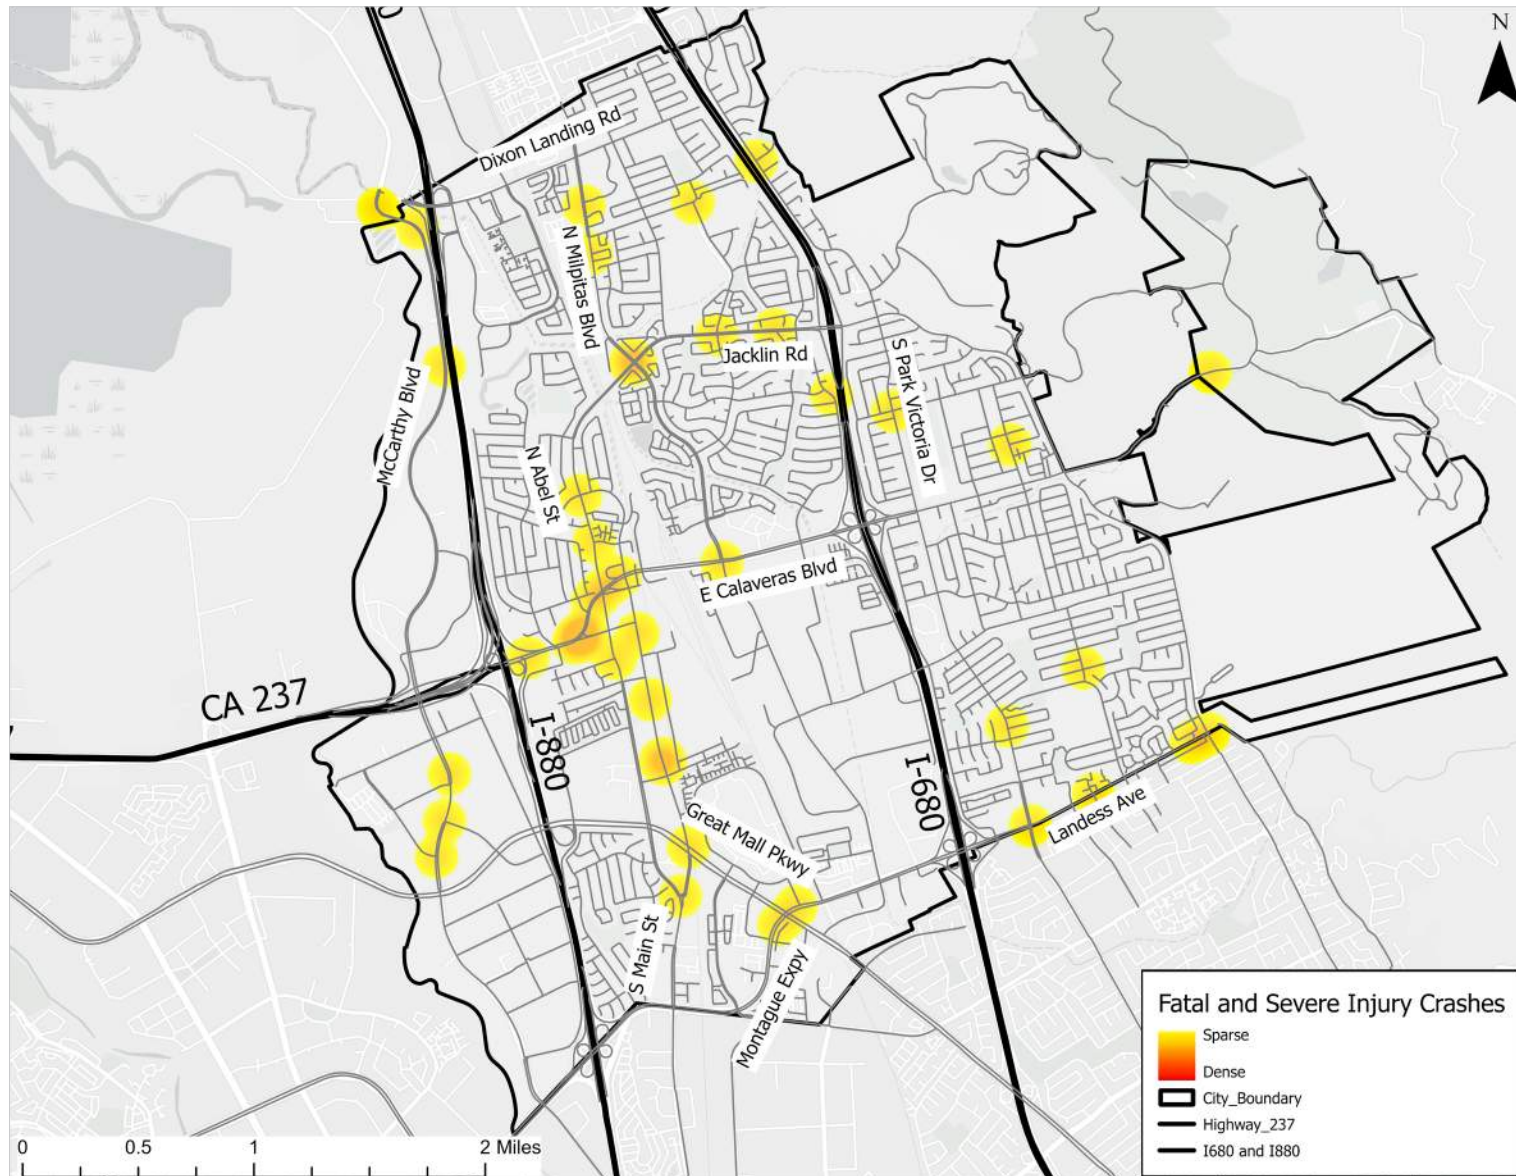 N
Dixon Landing Rd
N Milpitas Blvd
Jacklin Rd
S Park Victoria Dr
McCarthy Blvd
N Abel St
E Calaveras Blvd
CA 237
I-880
I-680
Great Mall Pkwy
Landess Ave
S Main St
Montague Expy
Fatal and Severe Injury Crashes
Sparse
Dense
City_Boundary
Highway_237
I680 and I880
0 0.5 1 2 Miles